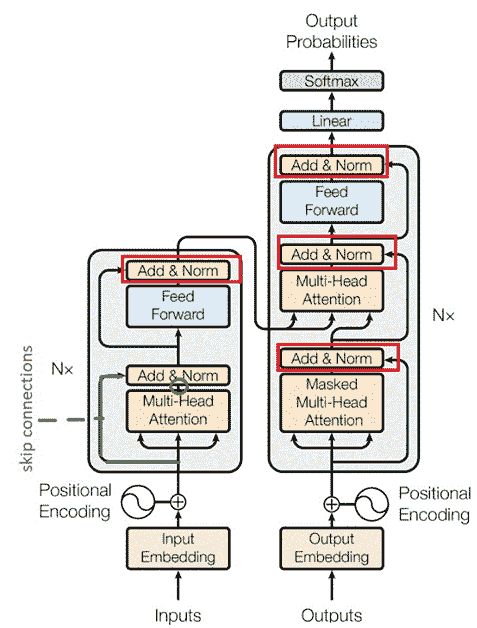 Output
Probabilities
Softmax
Linear
Add & Norm
Feed
Forward
Add & Norm
Multi-Head
Attention
Add & Norm
Masked
Multi-Head
Attention
N×
Positional
Encoding
Output
Embedding
Outputs
Add & Norm
Feed
Forward
N×
Add & Norm
Multi-Head
Attention
skip connections
Positional
Encoding
Input
Embedding
Inputs